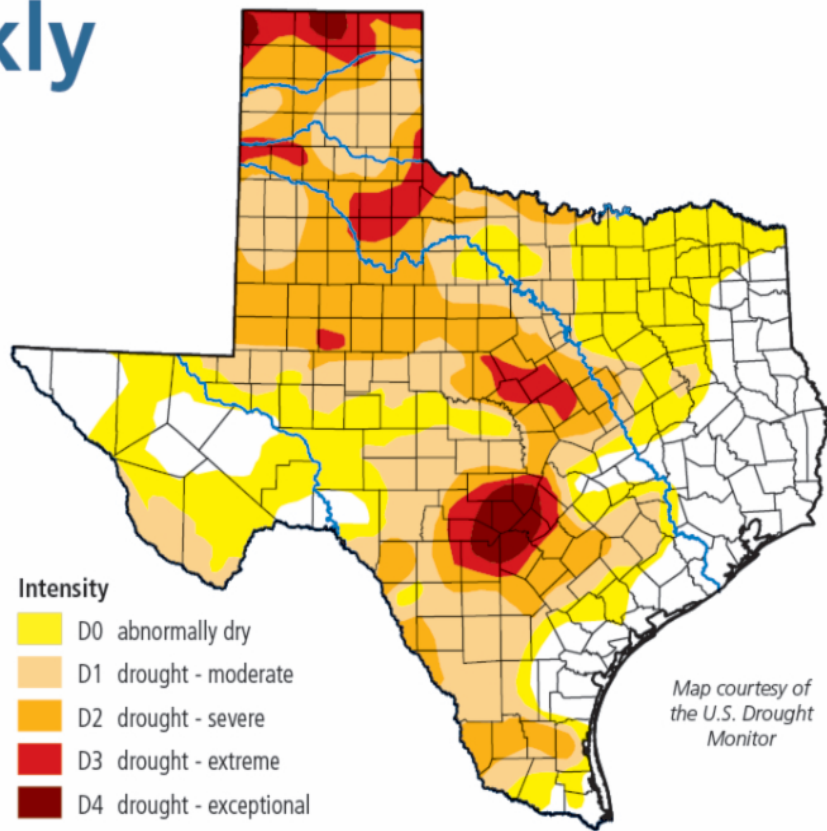 kly
Intensity
D0 abnormally dry
D1 drought - moderate
D2 drought - severe
D3 drought - extreme
D4 drought - exceptional
Map courtesy of
the U.S. Drought
Monitor